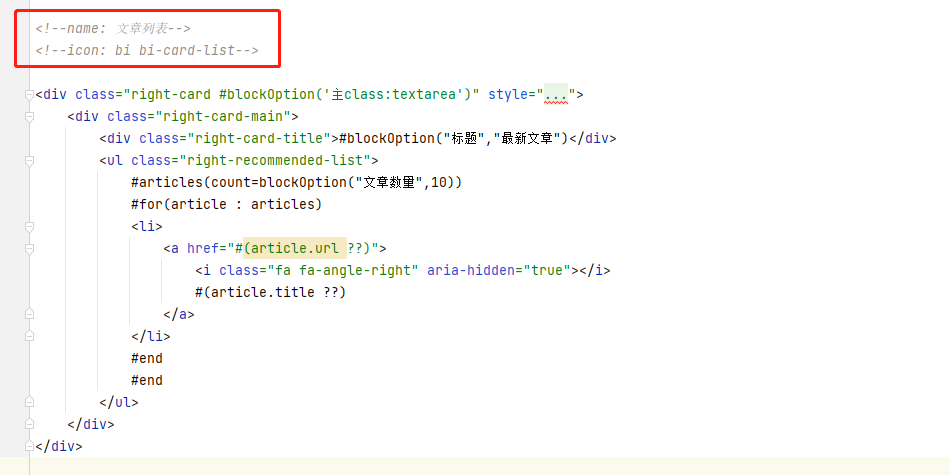 <!--name: 文章列表-->
<!--icon: bi bi-card-list-->
<div class="right-card #blockOption('主class:textarea')" style="...">
<div class="right-card-main">
<div class="right-card-title">#blockOption("标题","最新文章")</div>
<ul class="right-recommended-list">
#articles(count=blockOption("文章数量",10))
#for(article : articles)
<li>
<a href="#(article.url ??)">
<i class="fa fa-angle-right" aria-hidden="true"></i>
#(article.title ??)
</a>
</li>
#end
#end
</ul>
</div>
</div>